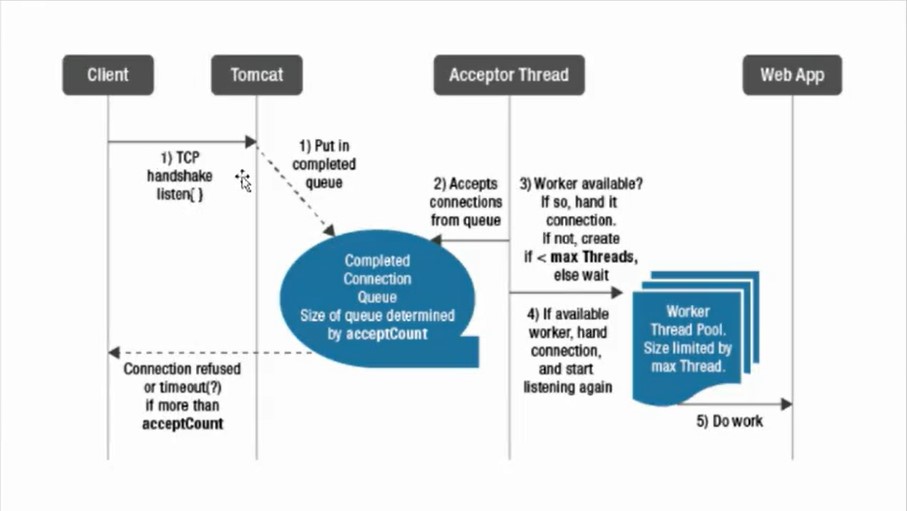 Client
Tomcat
Acceptor Thread
Web App
1) TCP
handshake
listen{ }
1) Put in
completed
queue
2) Accepts
connections
from queue
3) Worker available?
If so, hand it
connection.
If not, create
if < max Threads,
else wait
Completed
Connection
Queue
Size of queue determined
by acceptCount
4) If available
worker, hand
connection,
and start
listening again
Worker
Thread Pool.
Size limited by
max Thread.
Connection refused
or timeout(?)
if more than
acceptCount
5) Do work